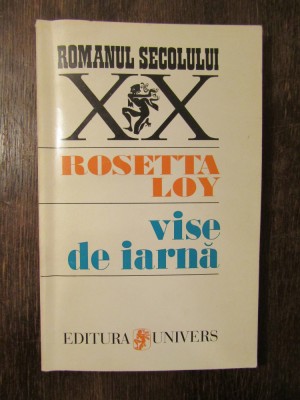 ROMANUL SECOLULUI
XX
ROSETTA
LOY
vise
de iarnă
EDITURA UNIVERS